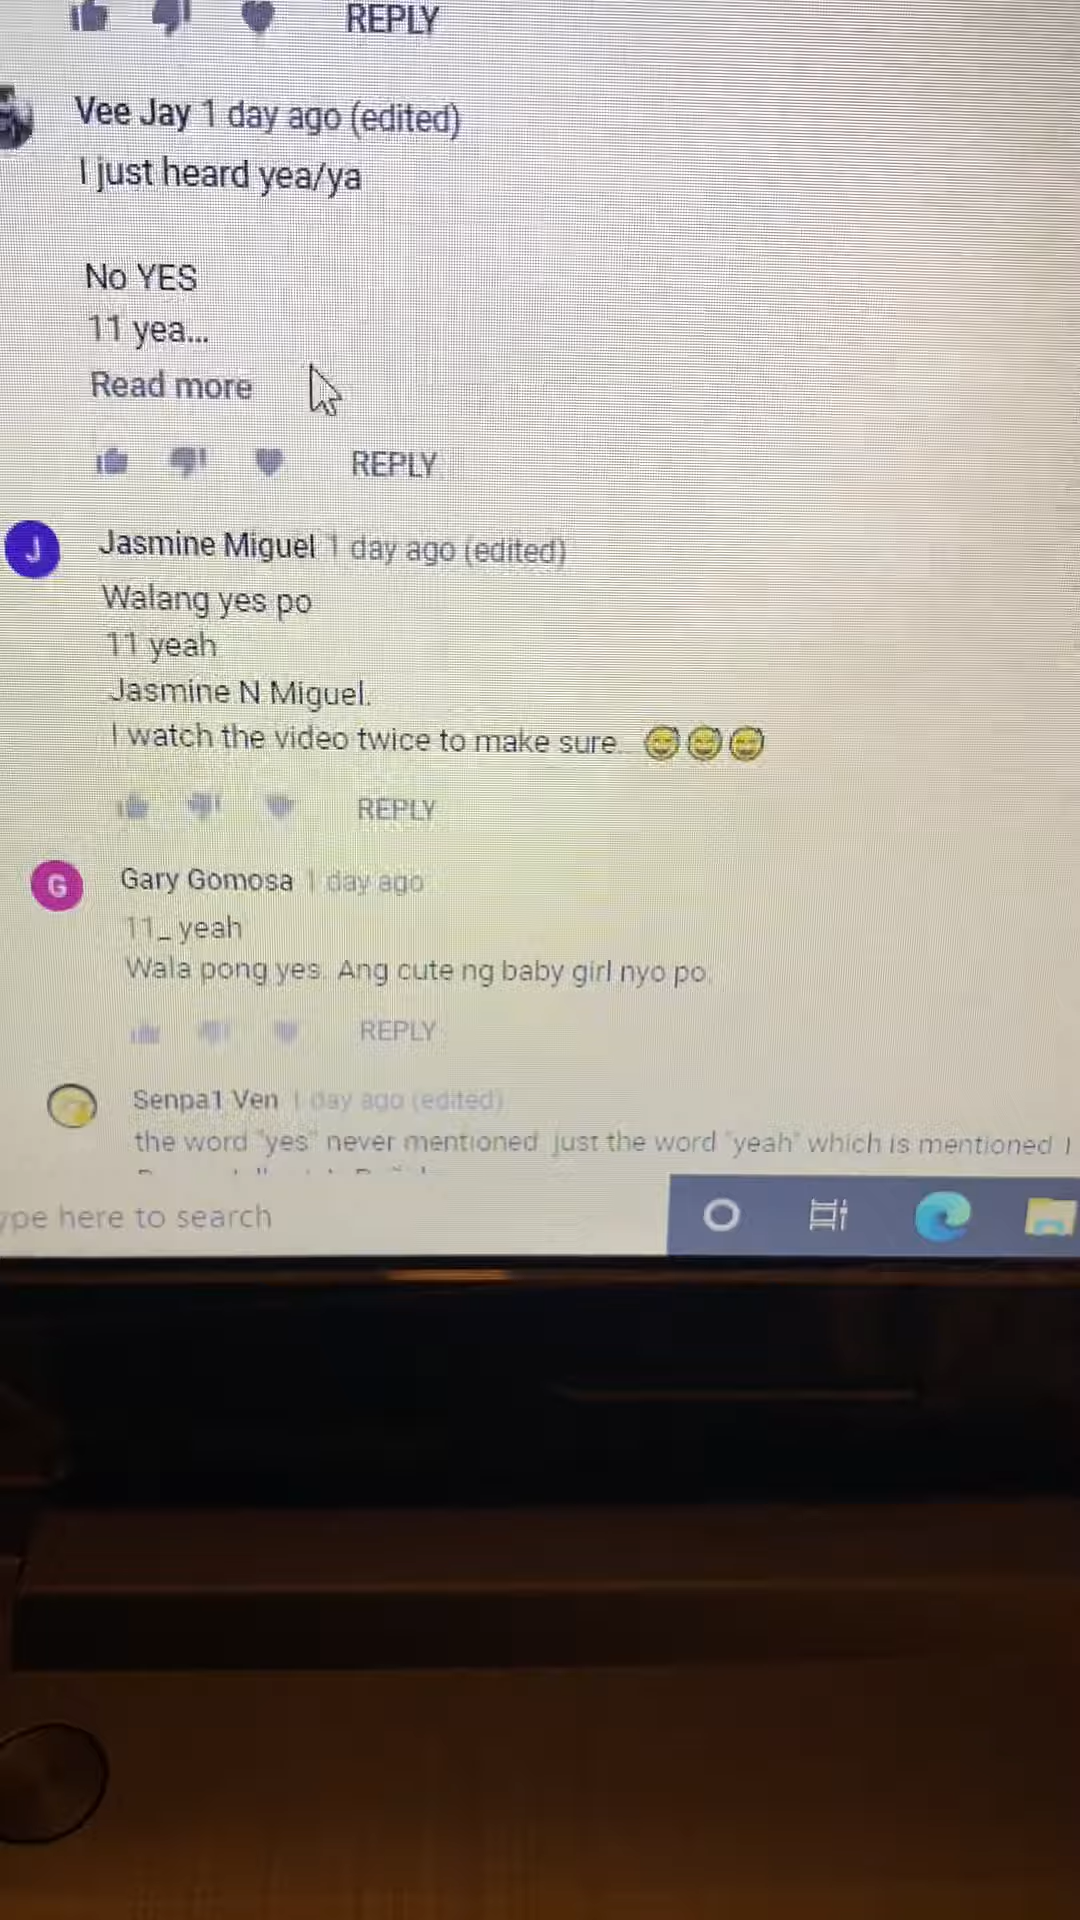 REPLY
Vee Jay 1 day ago (edited)
I just heard yea/ya
No YES
11 yea...
Read more
REPLY
J
Jasmine Miguel 1 day ago (edited)
Walang yes po
11 yeah
Jasmine N Miguel.
I watch the video twice to make sure.
REPLY
G
Gary Gomosa 1 day ago
11_ yeah
Wala pong yes. Ang cute ng baby girl nyo po.
REPLY
Senpa1 Ven 1 day ago (edited)
the word "yes" never mentioned just the word "yeah" which is mentioned 1
ype here to search